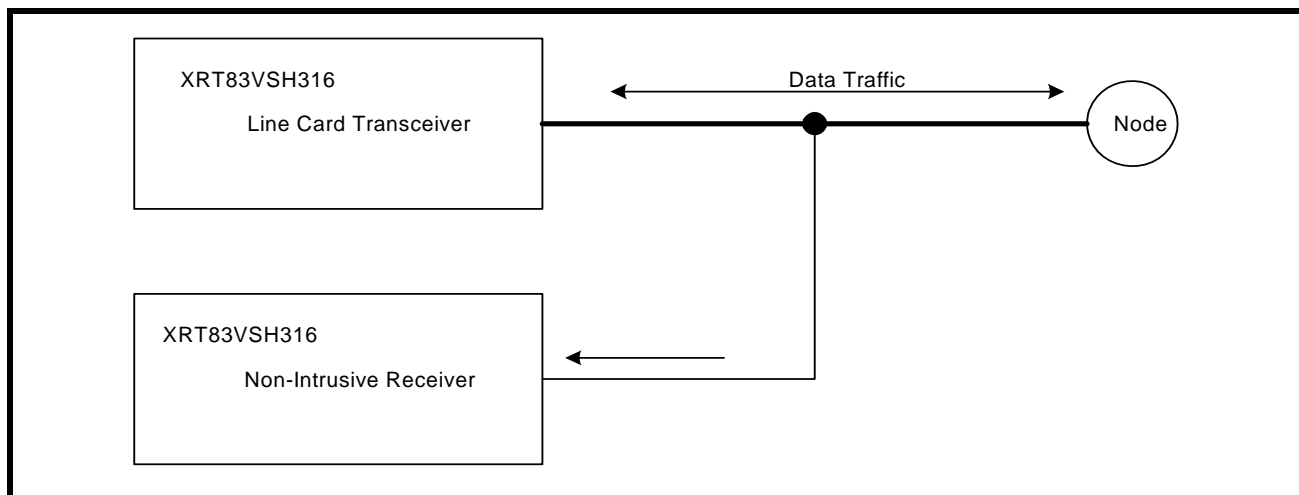 XRT83VSH316
Line Card Transceiver
Data Traffic
Node
XRT83VSH316
Non-Intrusive Receiver